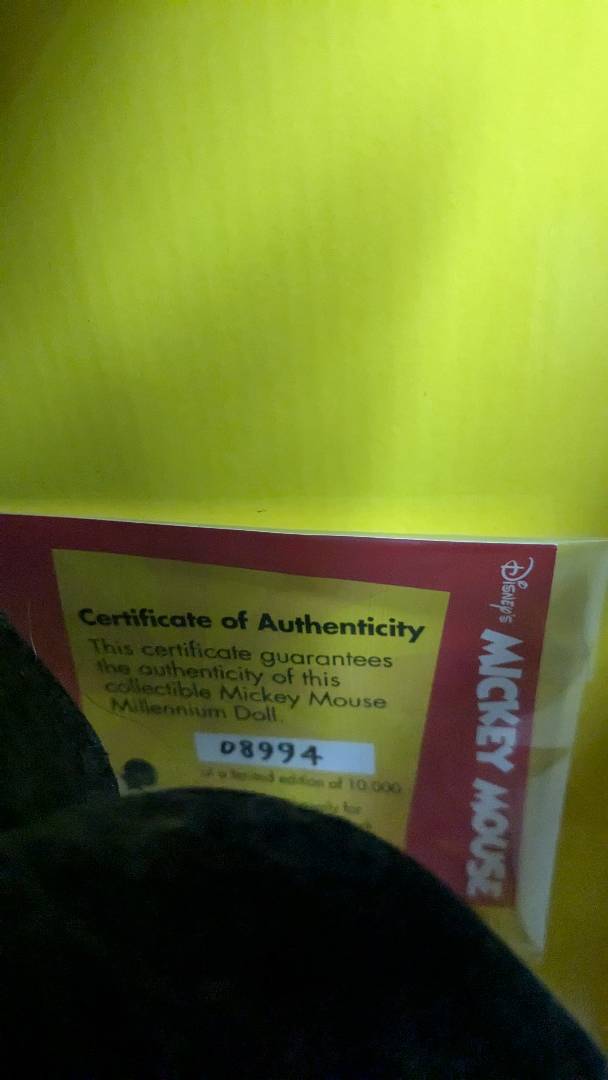 Certificate of Authenticity
This certificate guarantees
the authenticity of this
collectible Mickey Mouse
Millennium Doll.
08994
of a limited edition of 10,000
DISNEY'S MICKEY MOUSE